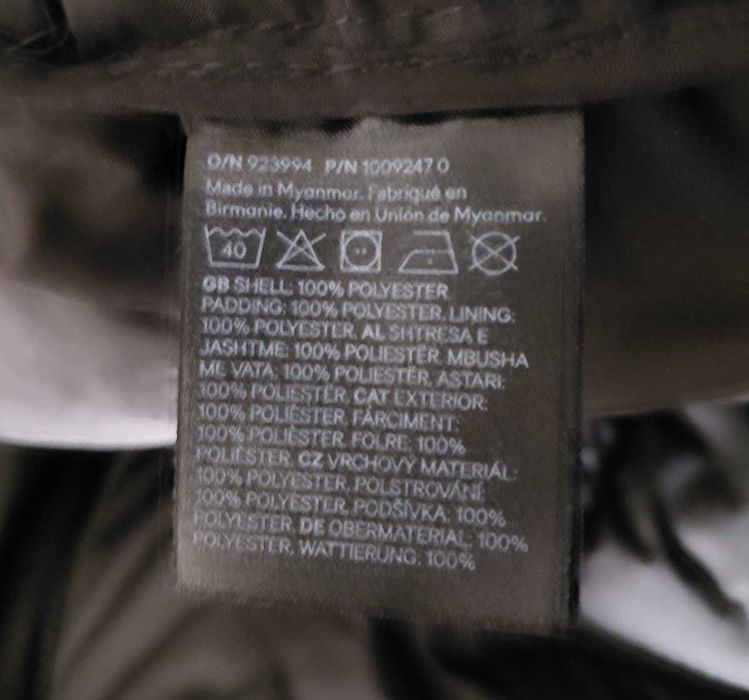 O/N 923994 P/N 1009247 0
Made in Myanmar. Fabriqué en
Birmanie. Hecho en Unión de Myanmar.
40
GB SHELL: 100% POLYESTER
PADDING: 100% POLYESTER, LINING:
100% POLYESTER. AL SHTRESA E
JASHTME: 100% POLIESTER. MBUSHA
ME VATA: 100% POLIESTER, ASTARI:
100% POLIESTER. CAT EXTERIOR:
100% POLIÈSTER. FARCIMENT:
100% POLIÈSTER. FOLRE: 100%
POLIÈSTER. CZ VRCHOVÝ MATERIÁL:
100% POLYESTER. POLSTROVÁNÍ:
100% POLYESTER. PODŠÍVKA: 100%
POLYESTER. DE OBERMATERIAL: 100%
POLYESTER. WATTIERUNG: 100%